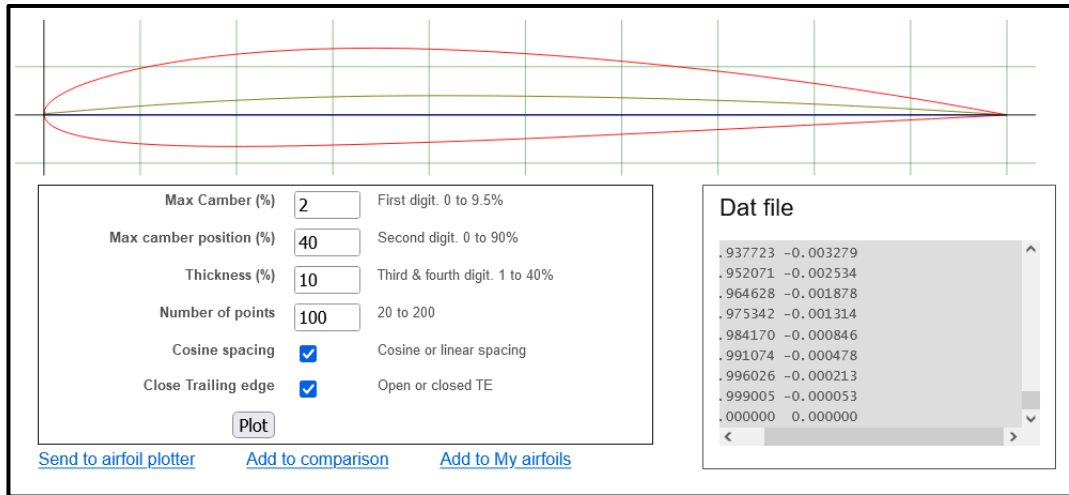 Max Camber (%) 2 First digit. 0 to 9.5%
Max camber position (%) 40 Second digit. 0 to 90%
Thickness (%) 10 Third & fourth digit. 1 to 40%
Number of points 100 20 to 200
Cosine spacing Cosine or linear spacing
Close Trailing edge Open or closed TE
Plot
Send to airfoil plotter Add to comparison Add to My airfoils
Dat file
.937723 -0.003279
.952071 -0.002534
.964628 -0.001878
.975342 -0.001314
.984170 -0.000846
.991074 -0.000478
.996026 -0.000213
.999005 -0.000053
.000000 0.000000